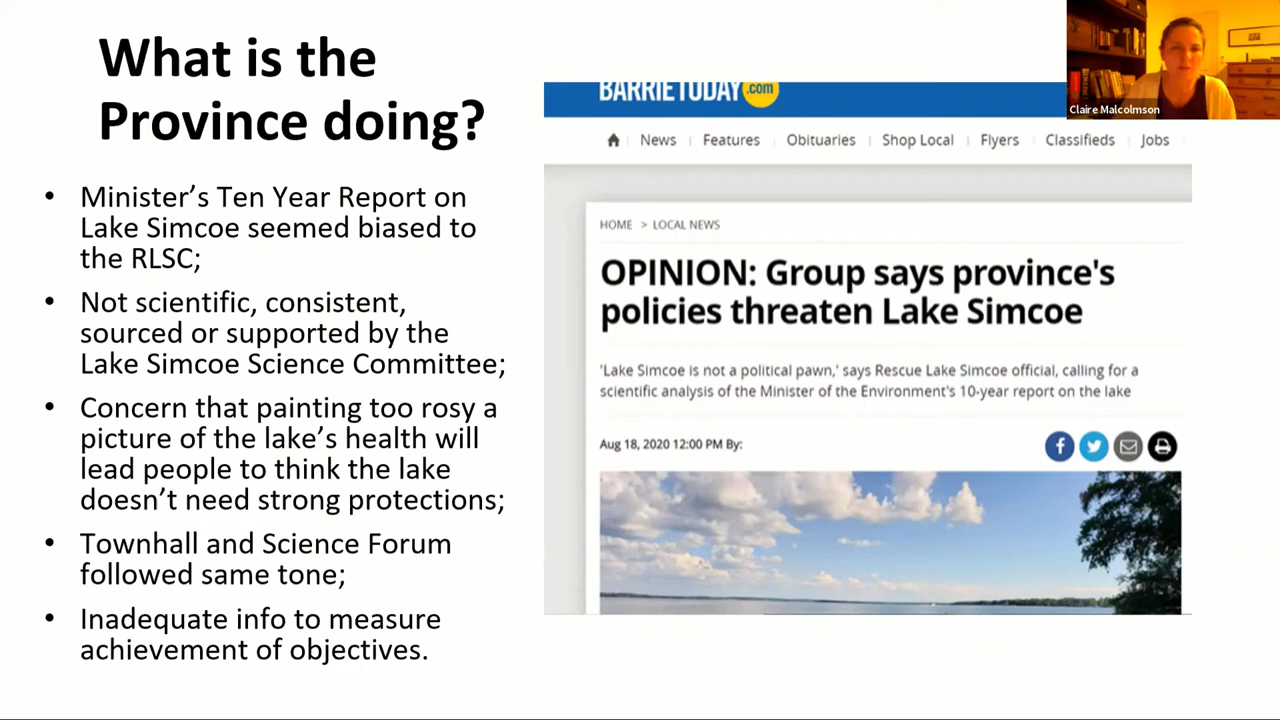 What is the
Province doing?
• Minister’s Ten Year Report on
Lake Simcoe seemed biased to
the RLSC;
• Not scientific, consistent,
sourced or supported by the
Lake Simcoe Science Committee;
• Concern that painting too rosy a
picture of the lake’s health will
lead people to think the lake
doesn’t need strong protections;
• Townhall and Science Forum
followed same tone;
• Inadequate info to measure
achievement of objectives.
BARRIETODAY.com
News Features Obituaries Shop Local Flyers Classifieds Jobs
HOME > LOCAL NEWS
OPINION: Group says province's
policies threaten Lake Simcoe
'Lake Simcoe is not a political pawn,' says Rescue Lake Simcoe official, calling for a
scientific analysis of the Minister of the Environment's 10-year report on the lake
Aug 18, 2020 12:00 PM By:
Claire Malcolmson